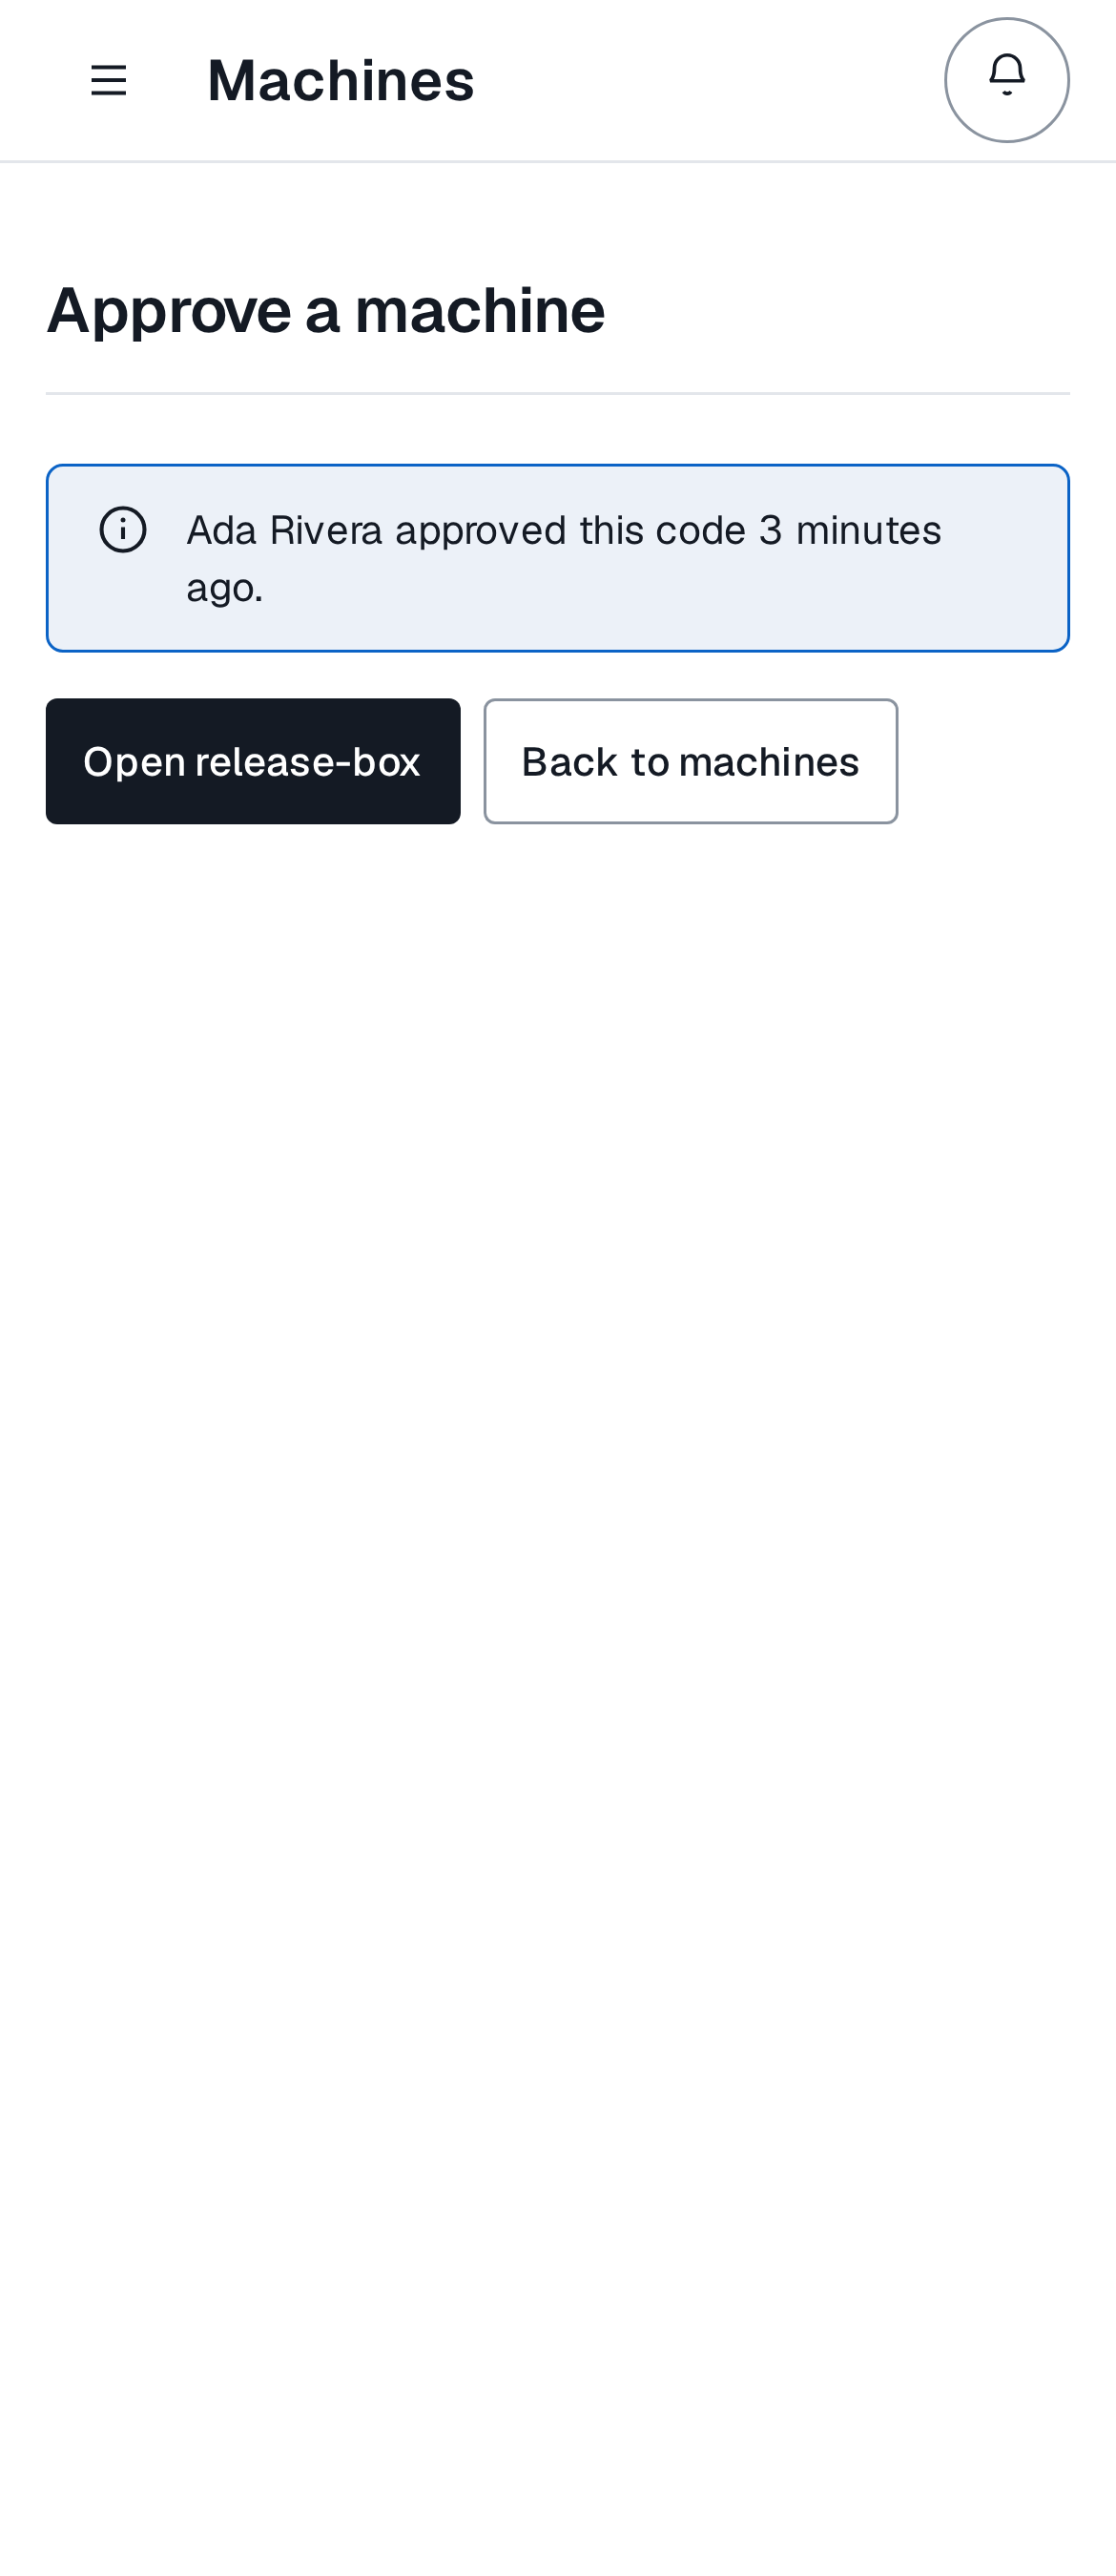 Machines
Approve a machine
Ada Rivera approved this code 3 minutes
ago.
Open release-box
Back to machines